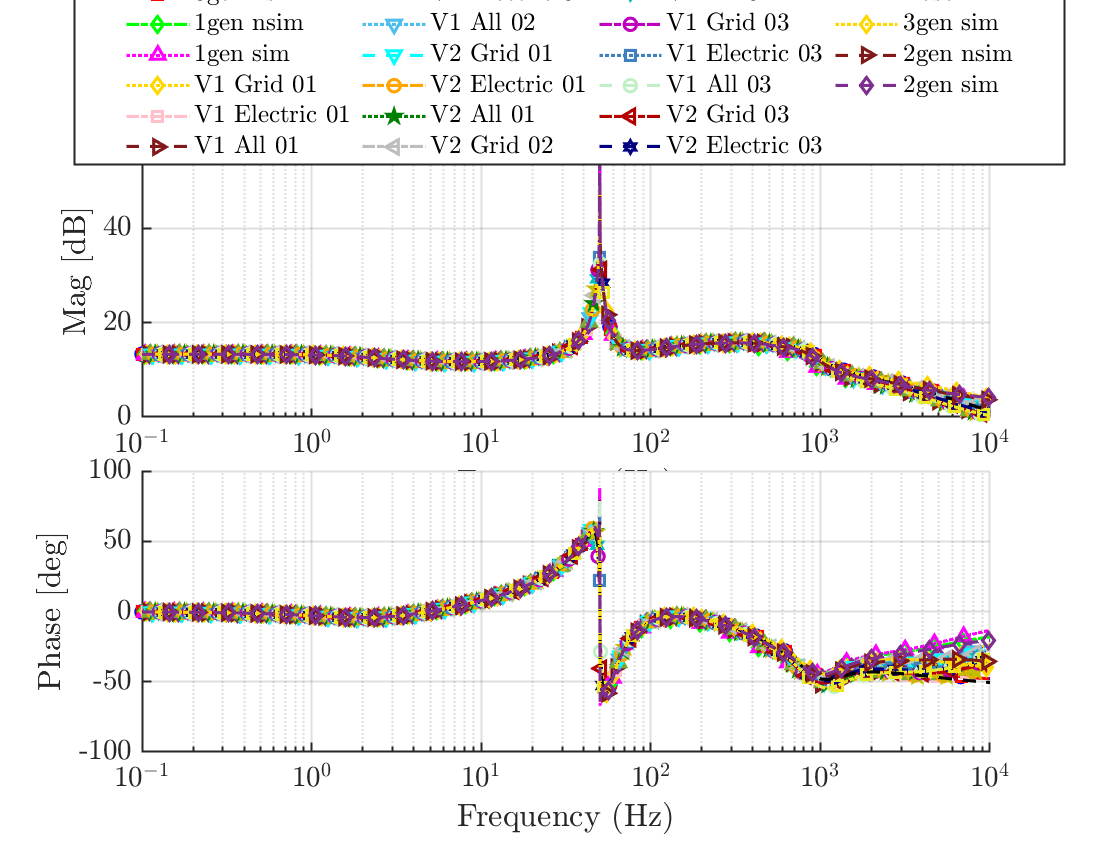 1gen nsim V1 All 02 V1 Grid 03 3gen sim
1gen sim V2 Grid 01 V1 Electric 03 2gen nsim
V1 Grid 01 V2 Electric 01 V1 All 03 2gen sim
V1 Electric 01 V2 All 01 V2 Grid 03
V1 All 01 V2 Grid 02 V2 Electric 03
Mag [dB]
40
20
0
10⁻¹ 10⁰ 10¹ 10² 10³ 10⁴
Phase [deg]
100
50
0
-50
-100
10⁻¹ 10⁰ 10¹ 10² 10³ 10⁴
Frequency (Hz)